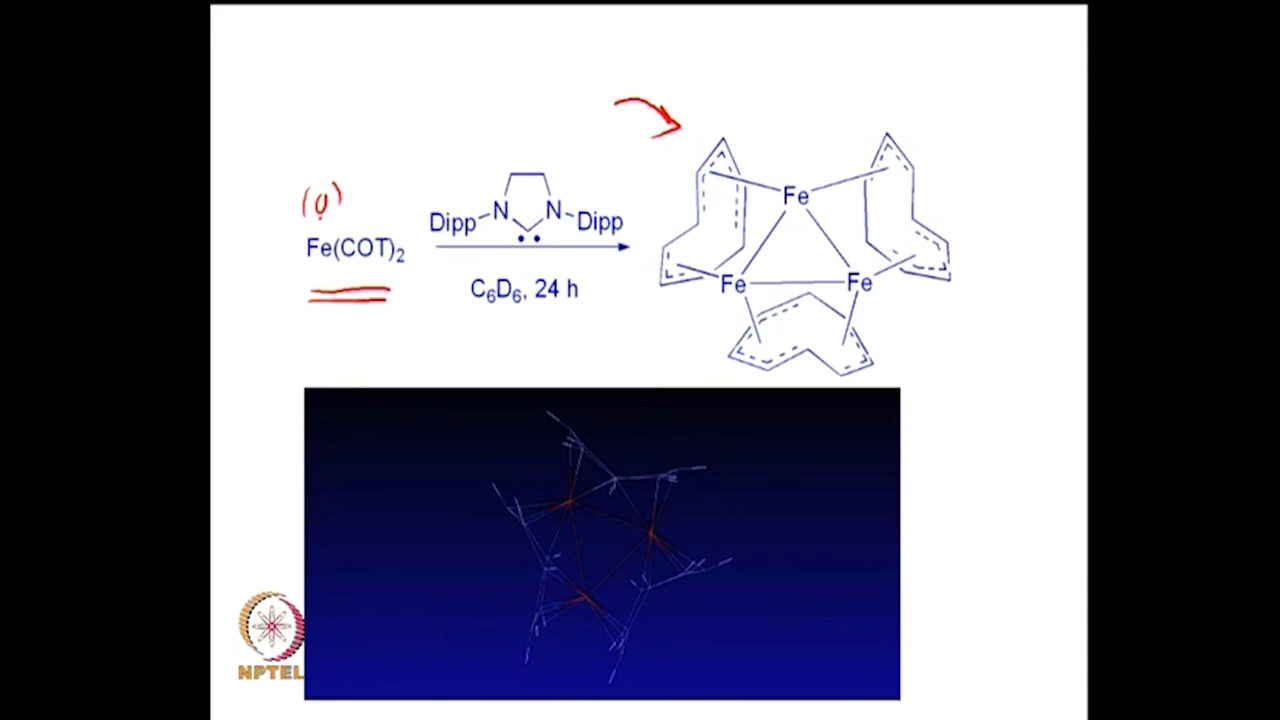 (0)
Fe(COT)₂
Dipp N N Dipp
C₆D₆, 24 h
Fe
Fe Fe
NPTEL